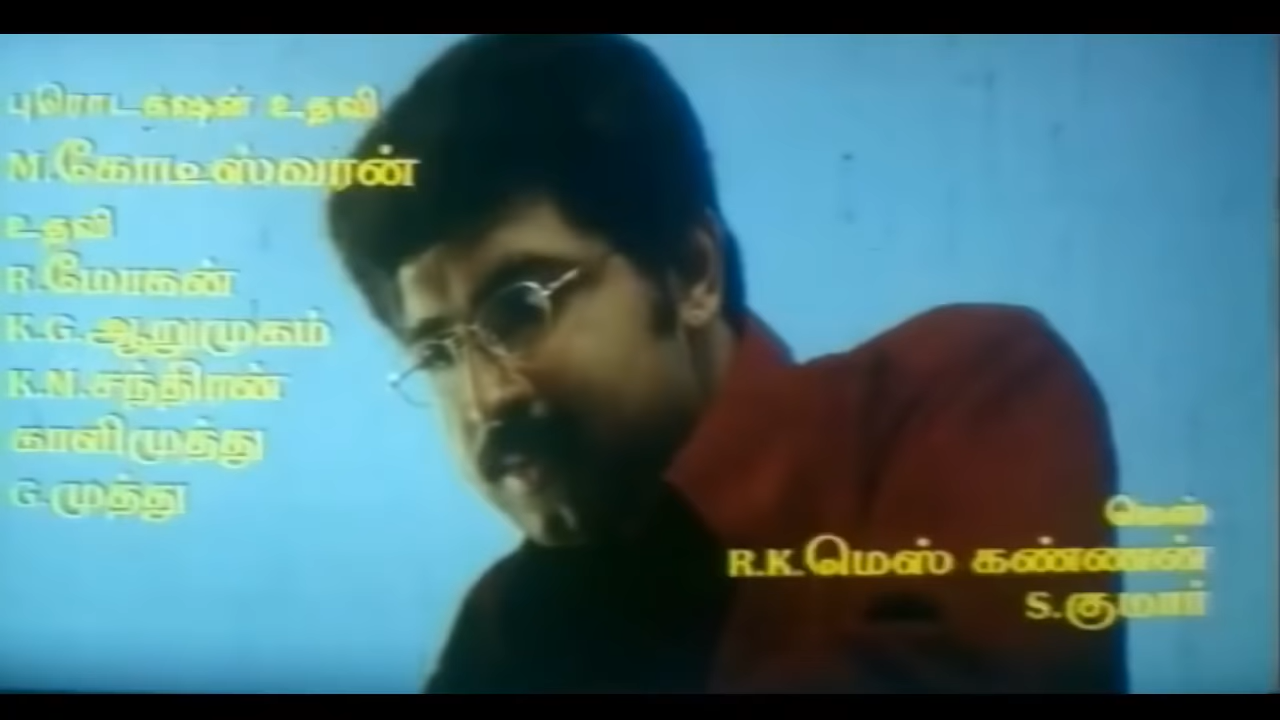 புரொடக்ஷன் உதவி
M.கோடீஸ்வரன்
உதவி
R.மோகன்
K.G.ஆறுமுகம்
K.M.சந்திரன்
காளிமுத்து
G.முத்து
மெஸ்
R.K.மெஸ் கண்ணன்
S.குமார்